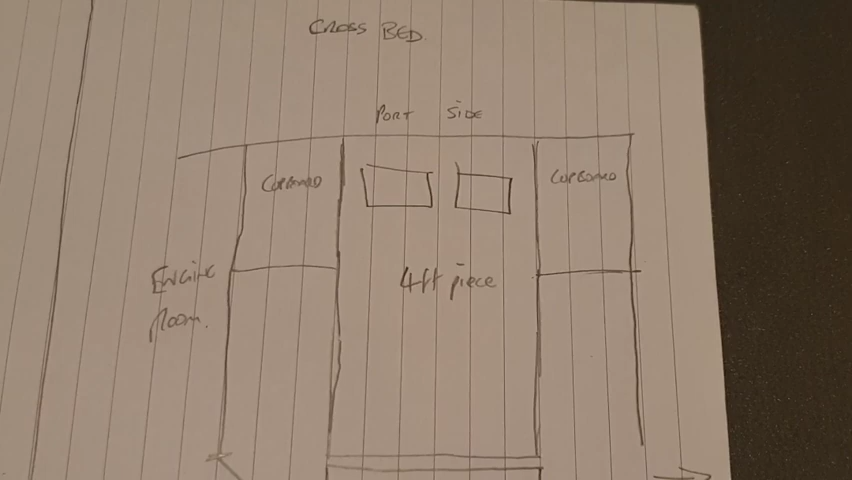 CROSS BED
PORT SIDE
CUPBOARD
CUPBOARD
4ft piece
ENGINE
ROOM.